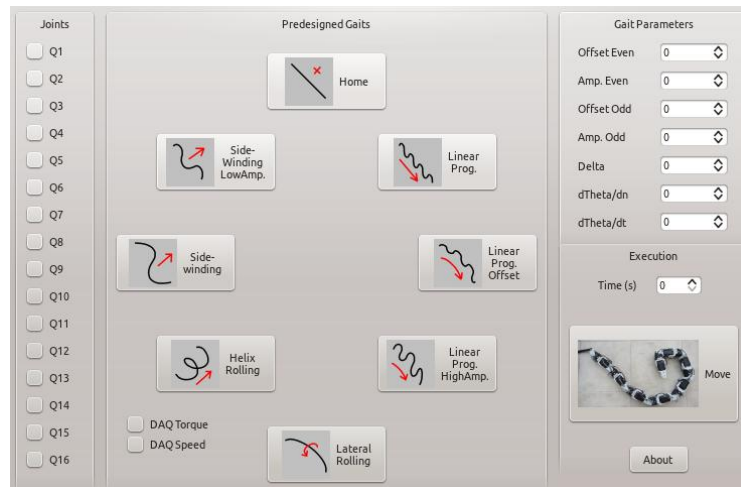 Joints
Q1
Q2
Q3
Q4
Q5
Q6
Q7
Q8
Q9
Q10
Q11
Q12
Q13
Q14
Q15
Q16
Predesigned Gaits
Home
Side-
Winding
LowAmp.
Linear
Prog.
Side-
winding
Linear
Prog.
Offset
Helix
Rolling
Linear
Prog.
HighAmp.
DAQ Torque
DAQ Speed
Lateral
Rolling
Gait Parameters
Offset Even 0
Amp. Even 0
Offset Odd 0
Amp. Odd 0
Delta 0
dTheta/dn 0
dTheta/dt 0
Execution
Time (s) 0
Move
About